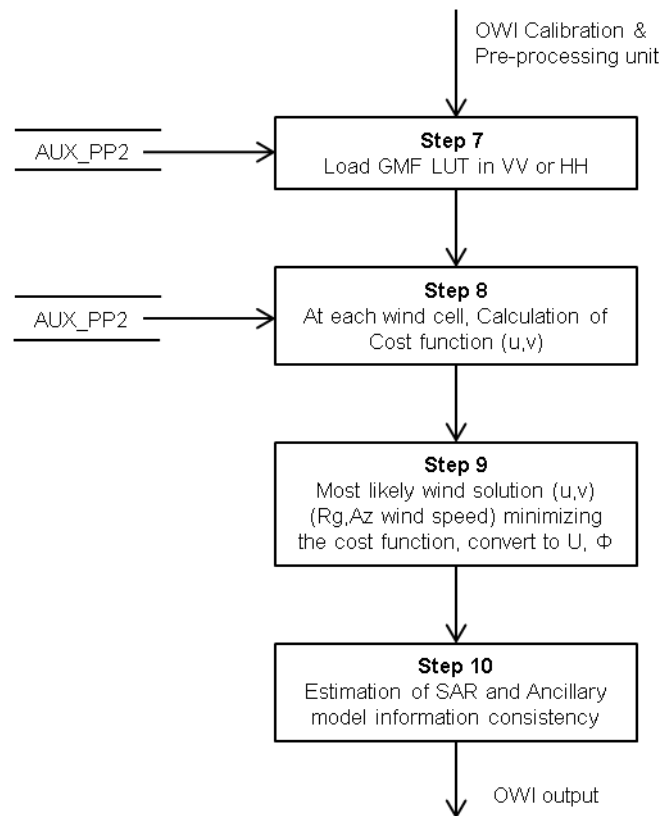 OWI Calibration &
Pre-processing unit
AUX_PP2
Step 7
Load GMF LUT in VV or HH
AUX_PP2
Step 8
At each wind cell, Calculation of
Cost function (u,v)
Step 9
Most likely wind solution (u,v)
(Rg,Az wind speed) minimizing
the cost function, convert to U, Φ
Step 10
Estimation of SAR and Ancillary
model information consistency
OWI output